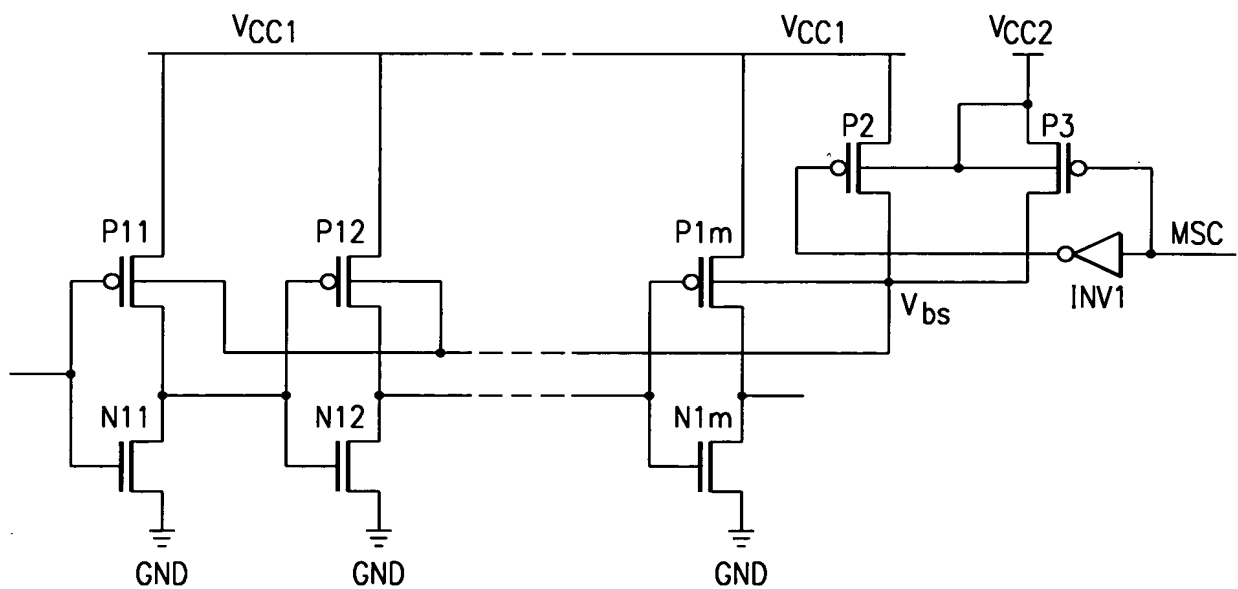 VCC1
VCC1
VCC2
P2
P3
P11
P12
P1m
MSC
INV1
Vbs
N11
N12
N1m
GND
GND
GND